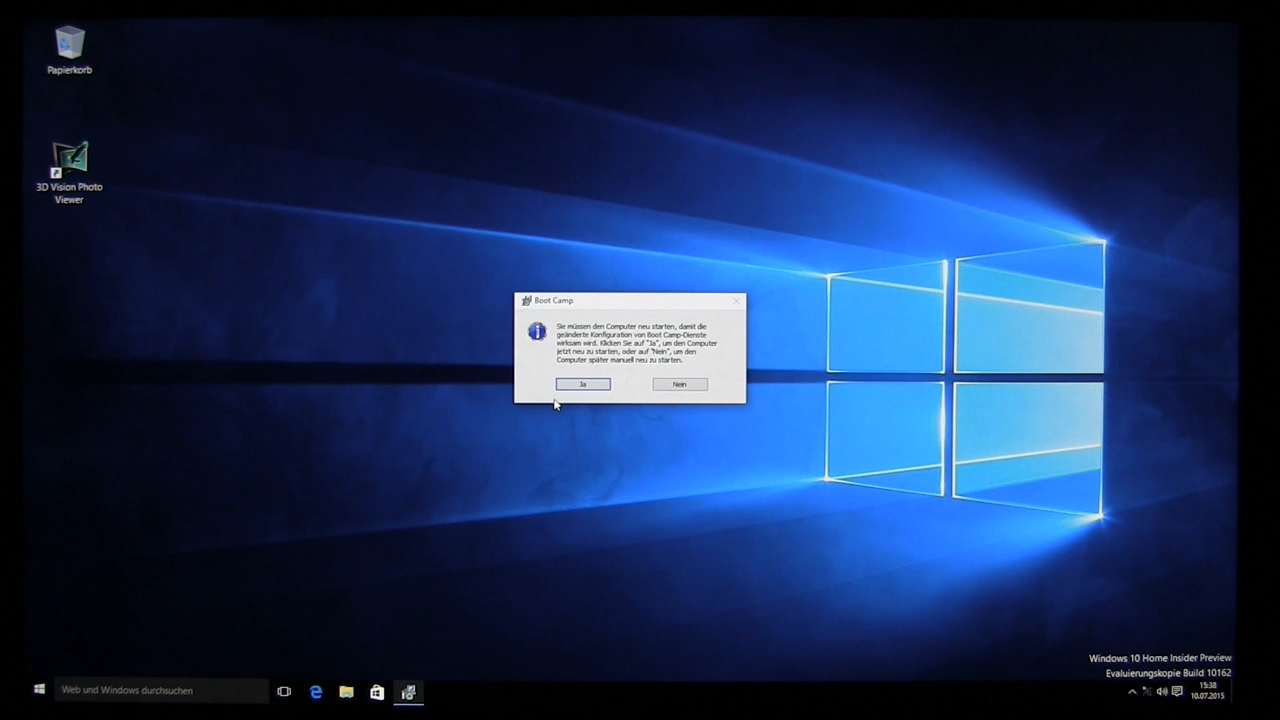 Papierkorb
3D Vision Photo
Viewer
Boot Camp
Sie müssen den Computer neu starten, damit die
geänderte Konfiguration von Boot Camp-Dienste
wirksam wird. Klicken Sie auf "Ja", um den Computer
jetzt neu zu starten, oder auf "Nein", um den
Computer später manuell neu zu starten.
Ja
Nein
Windows 10 Home Insider Preview
Evaluierungskopie Build 10162
Web und Windows durchsuchen
15:38
10.07.2015